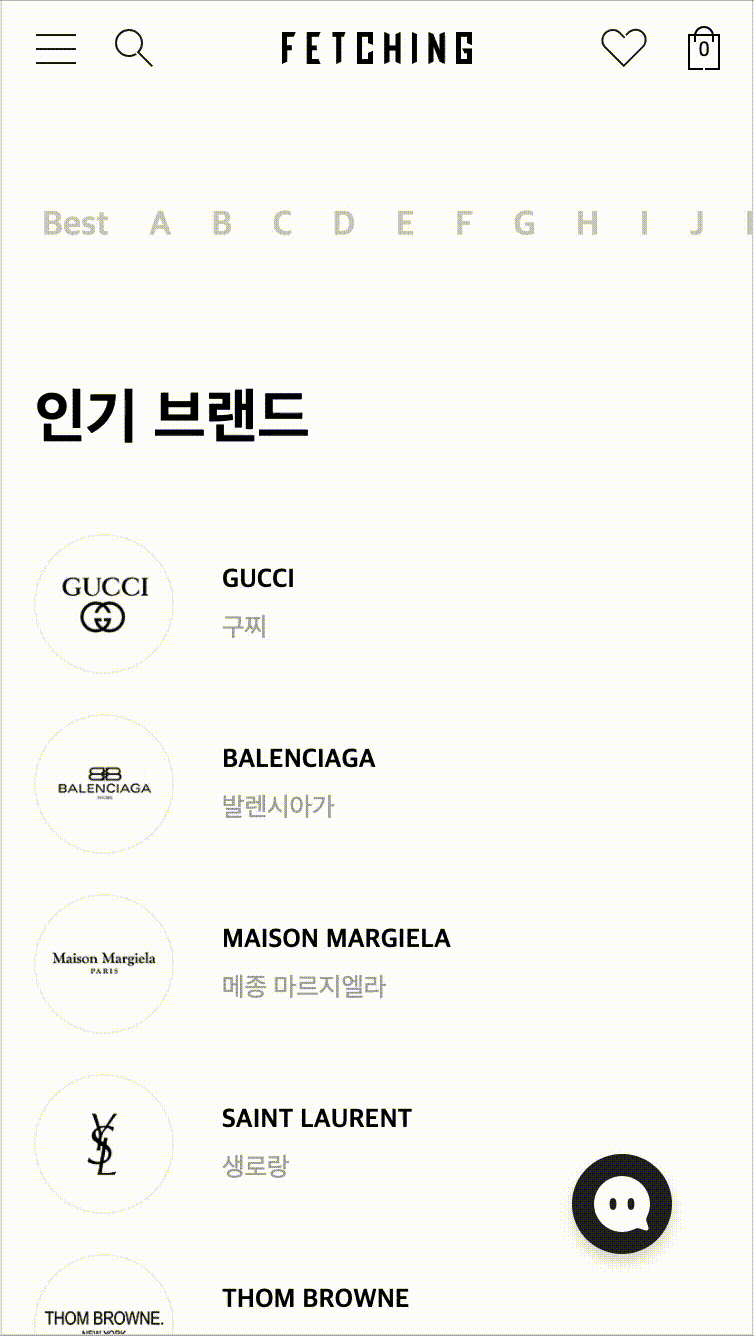 FETCHING
0
Best A B C D E F G H I J
인기 브랜드
GUCCI
GUCCI
구찌
BALENCIAGA
BALENCIAGA
발렌시아가
Maison Margiela
PARIS
MAISON MARGIELA
메종 마르지엘라
YSL
SAINT LAURENT
생로랑
THOM BROWNE.
NEW YORK
THOM BROWNE